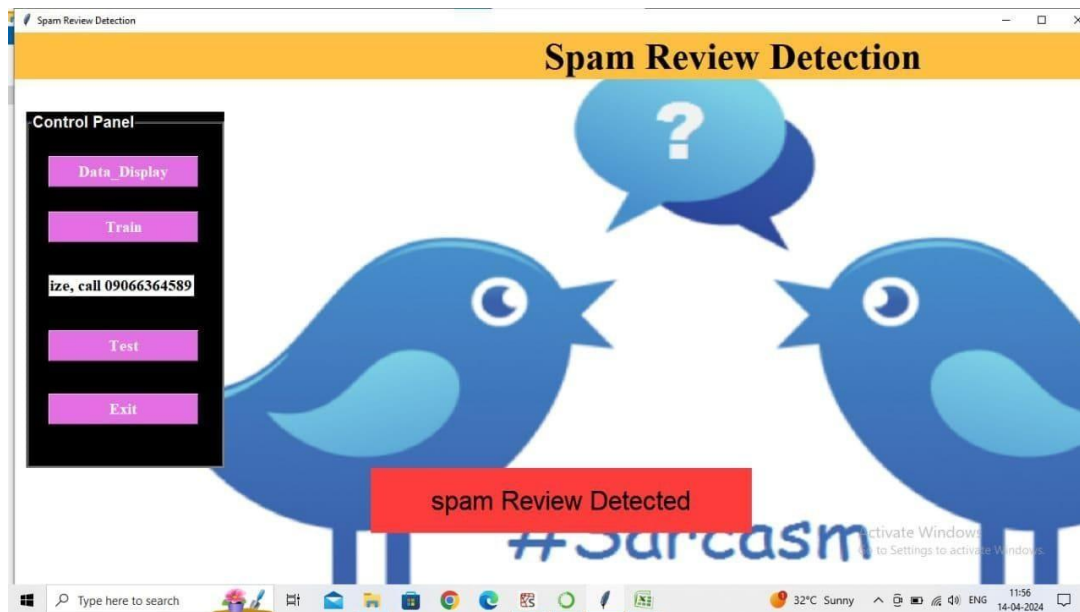 Spam Review Detection
Spam Review Detection
?
Control Panel
Data_Display
Train
ize, call 09066364589
Test
Exit
spam Review Detected
#Sarcasm
Activate Windows
Go to Settings to activate Windows.
Type here to search
32°C Sunny
ENG
11:56
14-04-2024